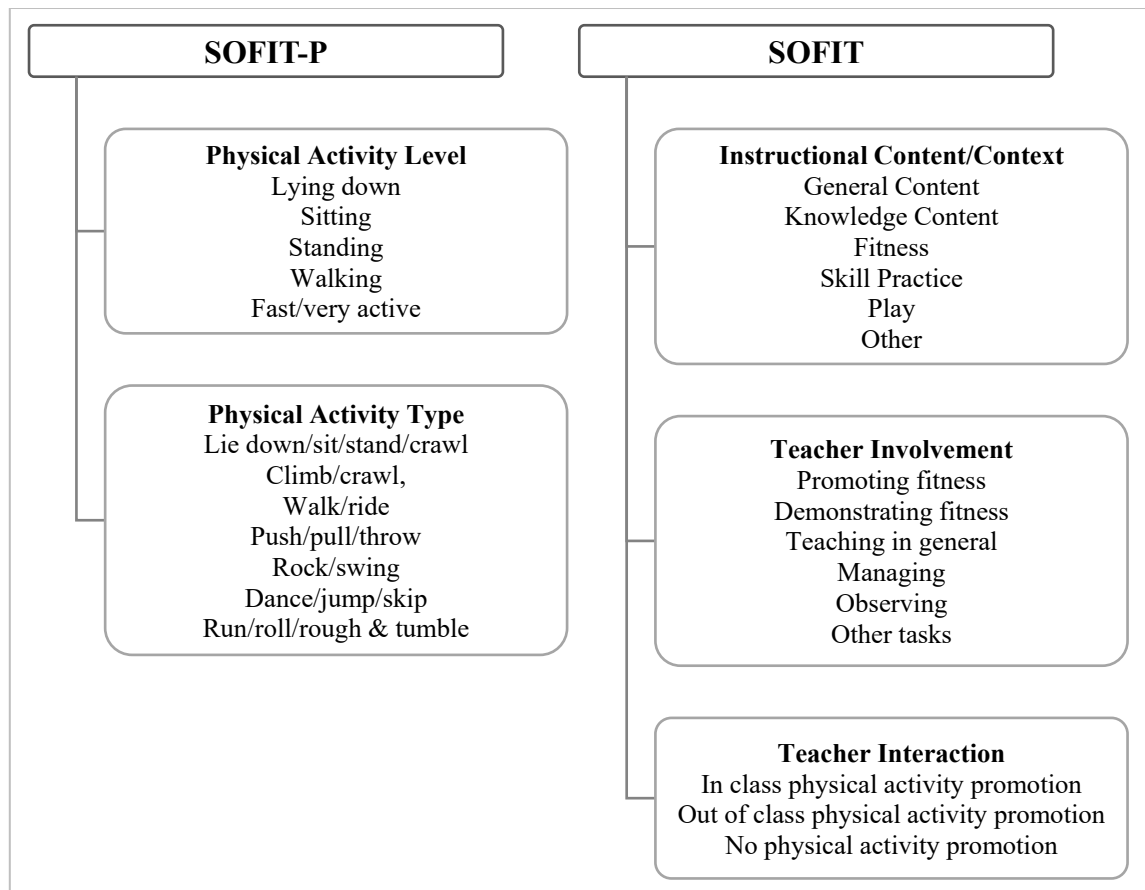 SOFIT-P
Physical Activity Level
Lying down
Sitting
Standing
Walking
Fast/very active
Physical Activity Type
Lie down/sit/stand/crawl
Climb/crawl,
Walk/ride
Push/pull/throw
Rock/swing
Dance/jump/skip
Run/roll/rough & tumble
SOFIT
Instructional Content/Context
General Content
Knowledge Content
Fitness
Skill Practice
Play
Other
Teacher Involvement
Promoting fitness
Demonstrating fitness
Teaching in general
Managing
Observing
Other tasks
Teacher Interaction
In class physical activity promotion
Out of class physical activity promotion
No physical activity promotion